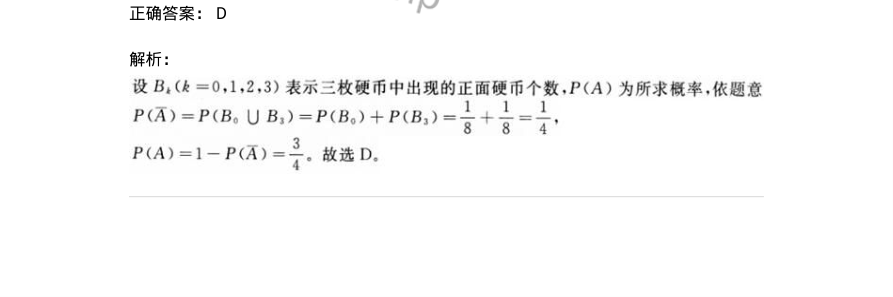 正确答案： D
解析：
设 Bₖ(k＝0,1,2,3) 表示三枚硬币中出现的正面硬币个数,P(A) 为所求概率,依题意
P(A̅)＝P(B₀ ∪ B₃)＝P(B₀)＋P(B₃)＝1/8＋1/8＝1/4,
P(A)＝1－P(A̅)＝3/4。故选 D。